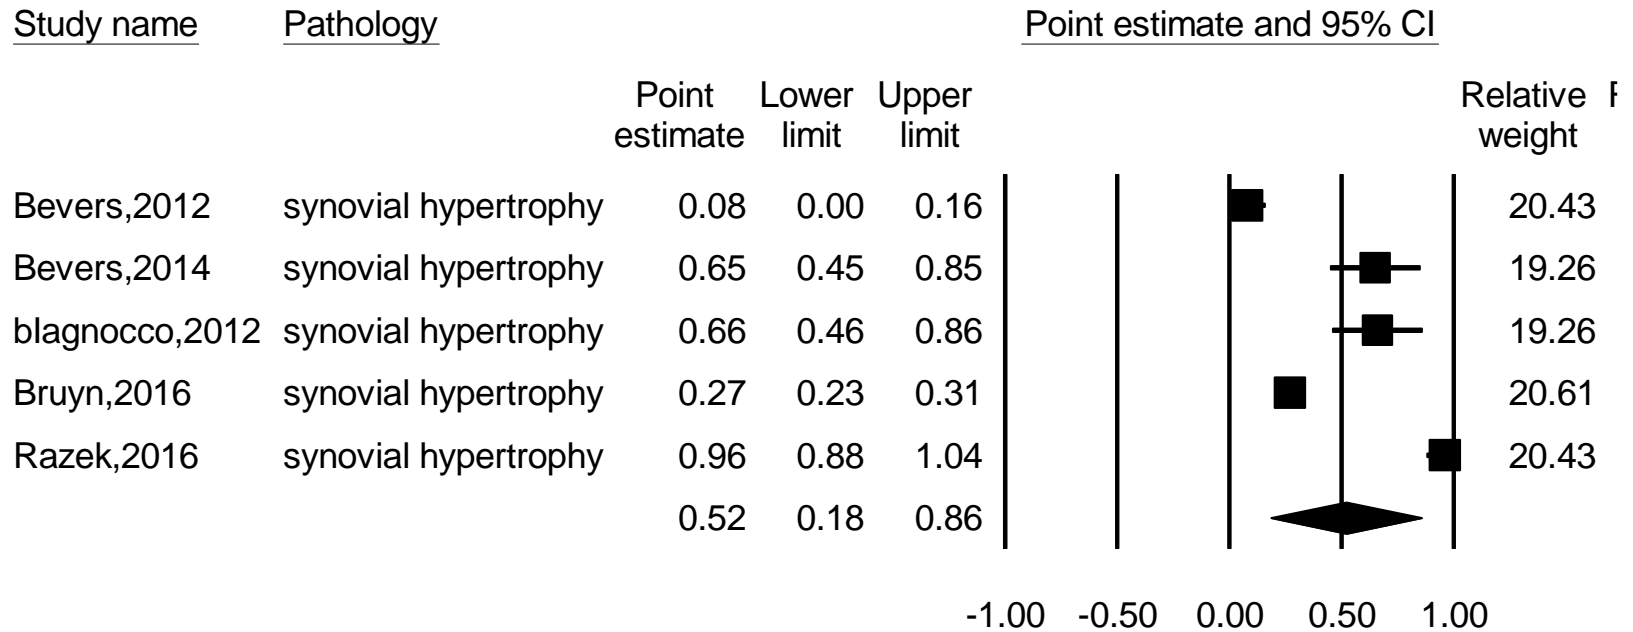 Study name Pathology Point estimate and 95% CI
Point Lower Upper Relative
estimate limit limit weight
Bevers,2012 synovial hypertrophy 0.08 0.00 0.16 20.43
Bevers,2014 synovial hypertrophy 0.65 0.45 0.85 19.26
blagnocco,2012 synovial hypertrophy 0.66 0.46 0.86 19.26
Bruyn,2016 synovial hypertrophy 0.27 0.23 0.31 20.61
Razek,2016 synovial hypertrophy 0.96 0.88 1.04 20.43
0.52 0.18 0.86
-1.00 -0.50 0.00 0.50 1.00